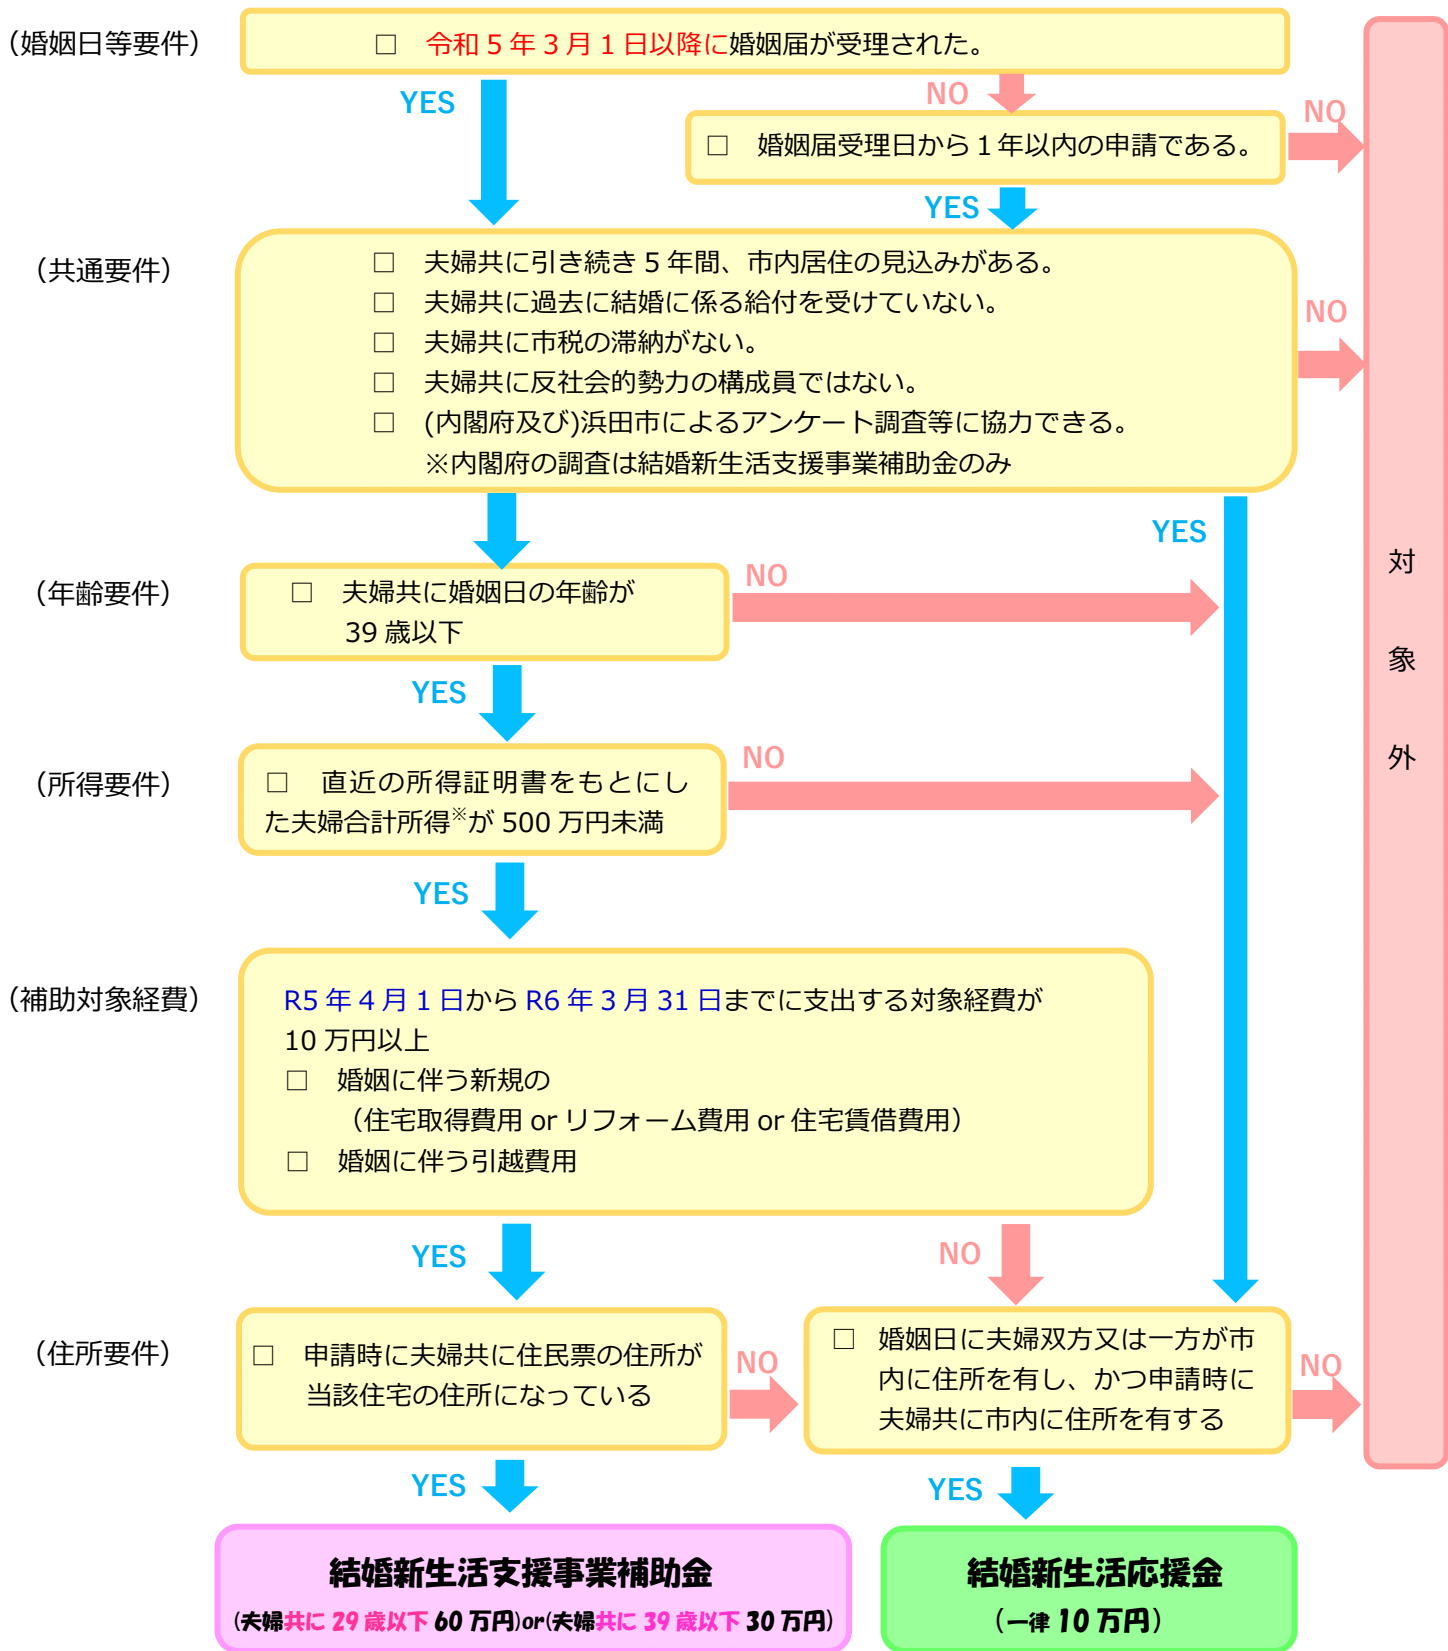 （婚姻日等要件）
□ 令和５年３月１日以降に婚姻届が受理された。
YES
NO
□ 婚姻届受理日から１年以内の申請である。
NO
YES
（共通要件）
□ 夫婦共に引き続き５年間、市内居住の見込みがある。
□ 夫婦共に過去に結婚に係る給付を受けていない。
□ 夫婦共に市税の滞納がない。
□ 夫婦共に反社会的勢力の構成員ではない。
□ (内閣府及び)浜田市によるアンケート調査等に協力できる。
※内閣府の調査は結婚新生活支援事業補助金のみ
NO
YES
対
象
外
（年齢要件）
□ 夫婦共に婚姻日の年齢が
39 歳以下
NO
YES
（所得要件）
□ 直近の所得証明書をもとにし
た夫婦合計所得※が 500 万円未満
NO
YES
（補助対象経費）
R5 年４月１日から R6 年３月 31 日までに支出する対象経費が
10 万円以上
□ 婚姻に伴う新規の
（住宅取得費用 or リフォーム費用 or 住宅賃借費用）
□ 婚姻に伴う引越費用
YES
NO
（住所要件）
□ 申請時に夫婦共に住民票の住所が
当該住宅の住所になっている
NO
□ 婚姻日に夫婦双方又は一方が市
内に住所を有し、かつ申請時に
夫婦共に市内に住所を有する
NO
YES
YES
結婚新生活支援事業補助金
(夫婦共に 29 歳以下 60 万円)or(夫婦共に 39 歳以下 30 万円)
結婚新生活応援金
（一律 10 万円）